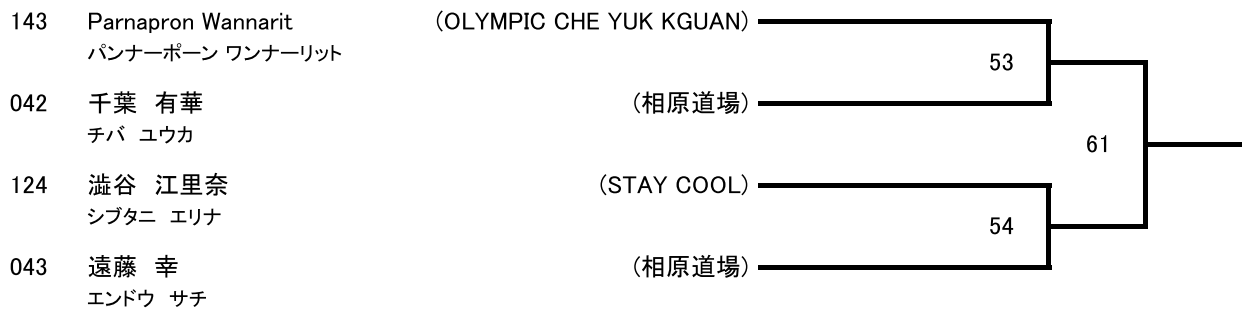 143 Parnapron Wannarit (OLYMPIC CHE YUK KGUAN)
パンナーポーン ワンナーリット
53
042 千葉　有華 (相原道場)
チバ　ユウカ
61
124 澁谷　江里奈 (STAY COOL)
シブタニ　エリナ
54
043 遠藤　幸 (相原道場)
エンドウ　サチ